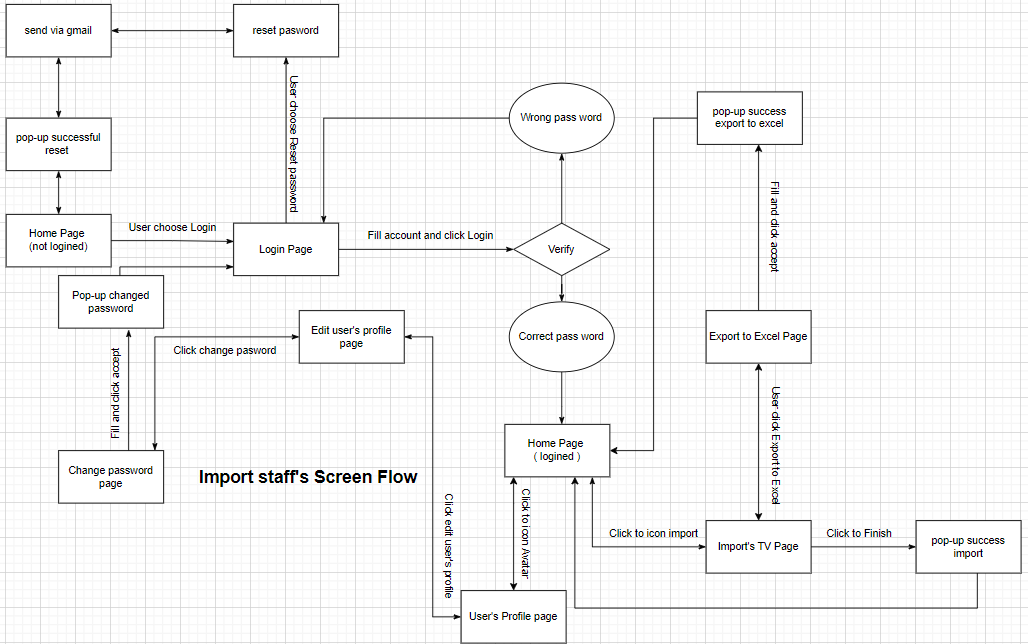 send via gmail
reset pasword
User choose Reset password
pop-up successful
reset
Wrong pass word
pop-up success
export to excel
Fill and click accept
Home Page
(not logined)
User choose Login
Login Page
Fill account and click Login
Verify
Pop-up changed
password
Edit user's profile
page
Click change pasword
Correct pass word
Export to Excel Page
Fill and click accept
User click Export to Excel
Change password
page
Import staff's Screen Flow
Home Page
( logined )
Click edit user's profile
Click to icon Avatar
Click to icon import
Import's TV Page
Click to Finish
pop-up success
import
User's Profile page